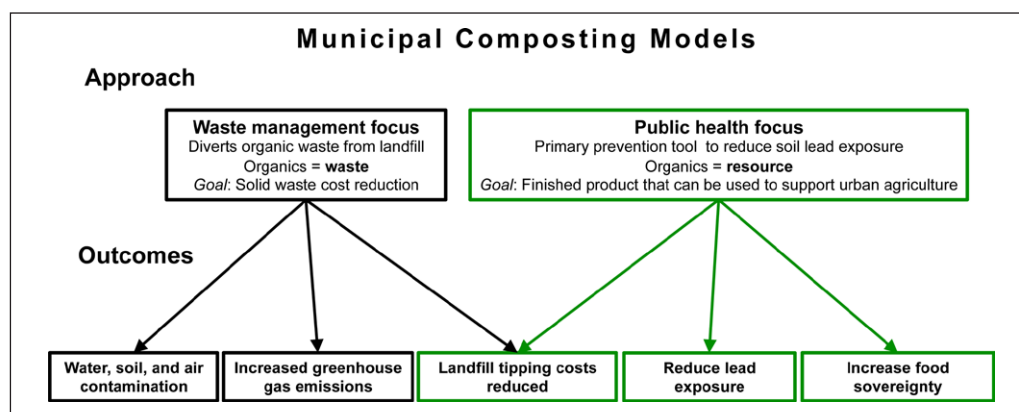 Municipal Composting Models
Approach
Waste management focus
Diverts organic waste from landfill
Organics = waste
Goal: Solid waste cost reduction
Public health focus
Primary prevention tool to reduce soil lead exposure
Organics = resource
Goal: Finished product that can be used to support urban agriculture
Outcomes
Water, soil, and air
contamination
Increased greenhouse
gas emissions
Landfill tipping costs
reduced
Reduce lead
exposure
Increase food
sovereignty